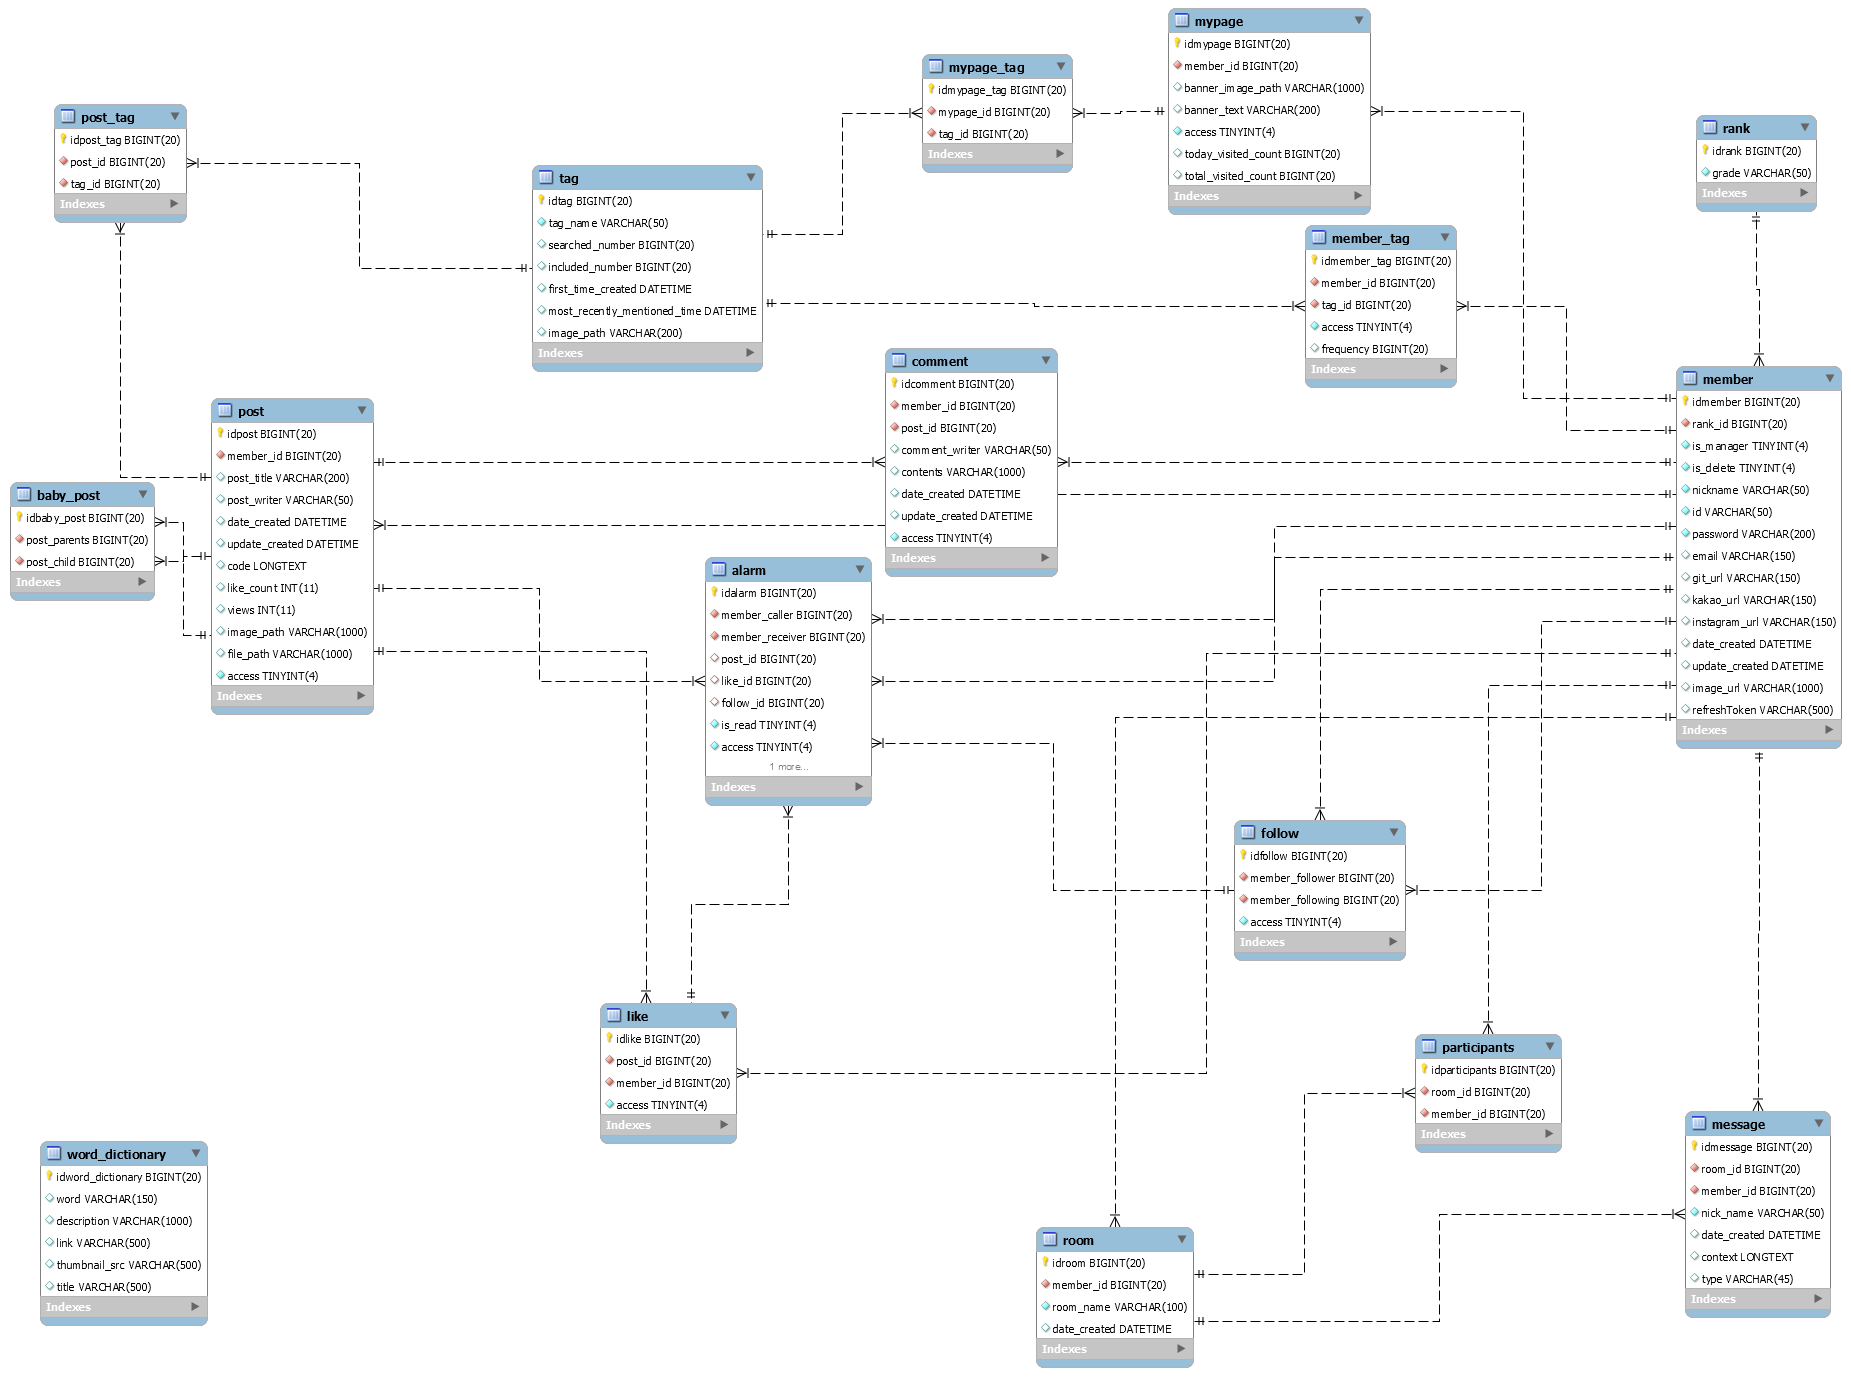 mypage
idmypage BIGINT(20)
member_id BIGINT(20)
banner_image_path VARCHAR(1000)
banner_text VARCHAR(200)
access TINYINT(4)
today_visited_count BIGINT(20)
total_visited_count BIGINT(20)
Indexes
mypage_tag
idmypage_tag BIGINT(20)
mypage_id BIGINT(20)
tag_id BIGINT(20)
Indexes
post_tag
idpost_tag BIGINT(20)
post_id BIGINT(20)
tag_id BIGINT(20)
Indexes
rank
idrank BIGINT(20)
grade VARCHAR(50)
Indexes
tag
idtag BIGINT(20)
tag_name VARCHAR(50)
searched_number BIGINT(20)
included_number BIGINT(20)
first_time_created DATETIME
most_recently_mentioned_time DATETIME
image_path VARCHAR(200)
Indexes
member_tag
idmember_tag BIGINT(20)
member_id BIGINT(20)
tag_id BIGINT(20)
access TINYINT(4)
frequency BIGINT(20)
Indexes
comment
idcomment BIGINT(20)
member_id BIGINT(20)
post_id BIGINT(20)
comment_writer VARCHAR(50)
contents VARCHAR(1000)
date_created DATETIME
update_created DATETIME
access TINYINT(4)
Indexes
member
idmember BIGINT(20)
rank_id BIGINT(20)
is_manager TINYINT(4)
is_delete TINYINT(4)
nickname VARCHAR(50)
id VARCHAR(50)
password VARCHAR(200)
email VARCHAR(150)
git_url VARCHAR(150)
kakao_url VARCHAR(150)
instagram_url VARCHAR(150)
date_created DATETIME
update_created DATETIME
image_url VARCHAR(1000)
refreshToken VARCHAR(500)
Indexes
post
idpost BIGINT(20)
member_id BIGINT(20)
post_title VARCHAR(200)
post_writer VARCHAR(50)
date_created DATETIME
update_created DATETIME
code LONGTEXT
like_count INT(11)
views INT(11)
image_path VARCHAR(1000)
file_path VARCHAR(1000)
access TINYINT(4)
Indexes
baby_post
idbaby_post BIGINT(20)
post_parents BIGINT(20)
post_child BIGINT(20)
Indexes
alarm
idalarm BIGINT(20)
member_caller BIGINT(20)
member_receiver BIGINT(20)
post_id BIGINT(20)
like_id BIGINT(20)
follow_id BIGINT(20)
is_read TINYINT(4)
access TINYINT(4)
1 more...
Indexes
follow
idfollow BIGINT(20)
member_follower BIGINT(20)
member_following BIGINT(20)
access TINYINT(4)
Indexes
like
idlike BIGINT(20)
post_id BIGINT(20)
member_id BIGINT(20)
access TINYINT(4)
Indexes
participants
idparticipants BIGINT(20)
room_id BIGINT(20)
member_id BIGINT(20)
Indexes
message
idmessage BIGINT(20)
room_id BIGINT(20)
member_id BIGINT(20)
nick_name VARCHAR(50)
date_created DATETIME
context LONGTEXT
type VARCHAR(45)
Indexes
word_dictionary
idword_dictionary BIGINT(20)
word VARCHAR(150)
description VARCHAR(1000)
link VARCHAR(500)
thumbnail_src VARCHAR(500)
title VARCHAR(500)
Indexes
room
idroom BIGINT(20)
member_id BIGINT(20)
room_name VARCHAR(100)
date_created DATETIME
Indexes